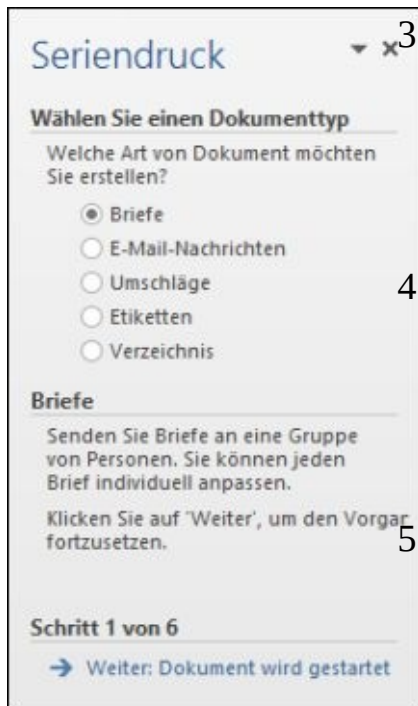 Seriendruck
3
Wählen Sie einen Dokumenttyp
Welche Art von Dokument möchten
Sie erstellen?
Briefe
E-Mail-Nachrichten
Umschläge
4
Etiketten
Verzeichnis
Briefe
Senden Sie Briefe an eine Gruppe
von Personen. Sie können jeden
Brief individuell anpassen.
Klicken Sie auf 'Weiter', um den Vorgar
fortzusetzen.
5
Schritt 1 von 6
Weiter: Dokument wird gestartet